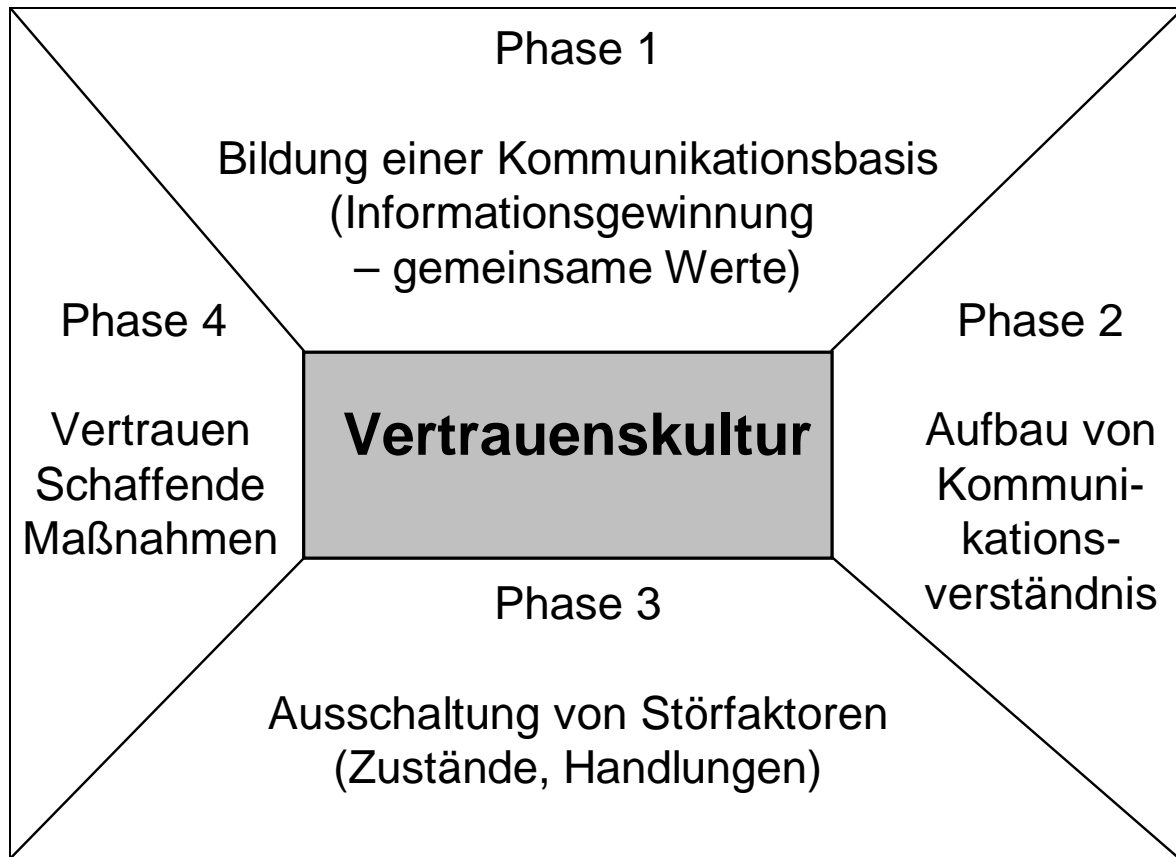 Phase 1
Bildung einer Kommunikationsbasis
(Informationsgewinnung
– gemeinsame Werte)
Phase 4
Vertrauen
Schaffende
Maßnahmen
Vertrauenskultur
Phase 2
Aufbau von
Kommuni-
kations-
verständnis
Phase 3
Ausschaltung von Störfaktoren
(Zustände, Handlungen)